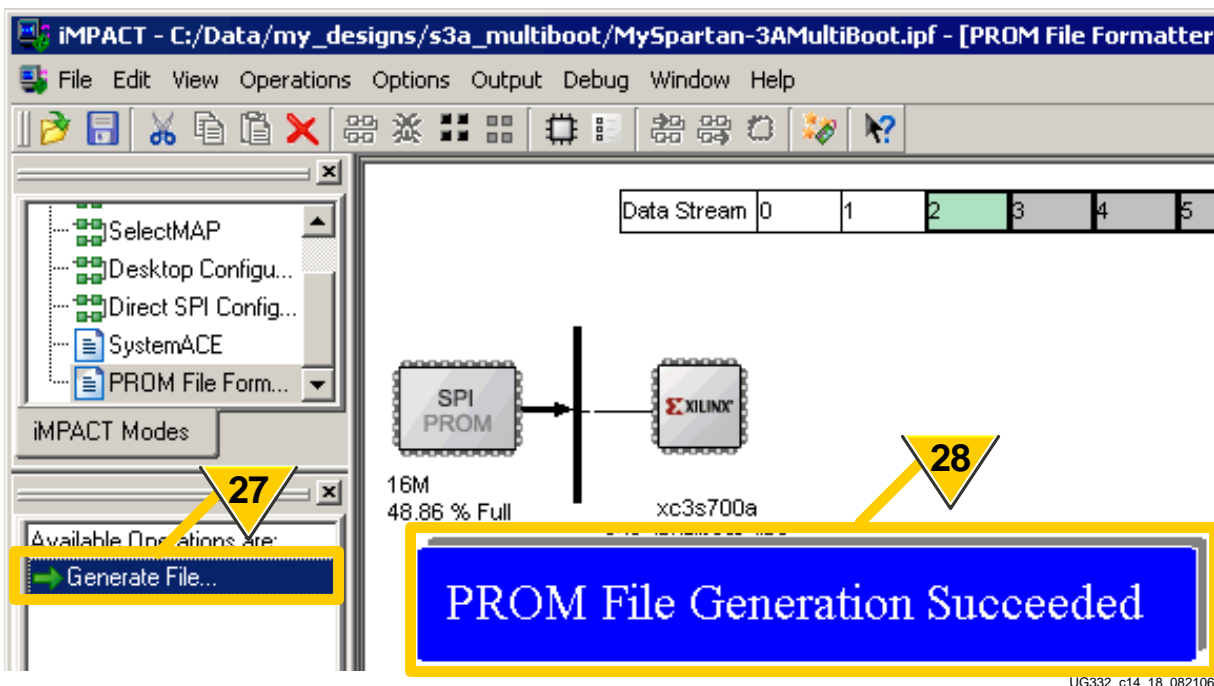 iMPACT - C:/Data/my_designs/s3a_multiboot/MySpartan-3AMultiBoot.ipf - [PROM File Formatter
File Edit View Operations Options Output Debug Window Help
Data Stream 0 1 2 3 4 5
SelectMAP
Desktop Configu...
Direct SPI Config...
SystemACE
PROM File Form...
iMPACT Modes
SPI
PROM
XILINX
16M
48.86 % Full
xc3s700a
27
28
Available Operations are:
Generate File...
PROM File Generation Succeeded
UG332_c14_18_082106